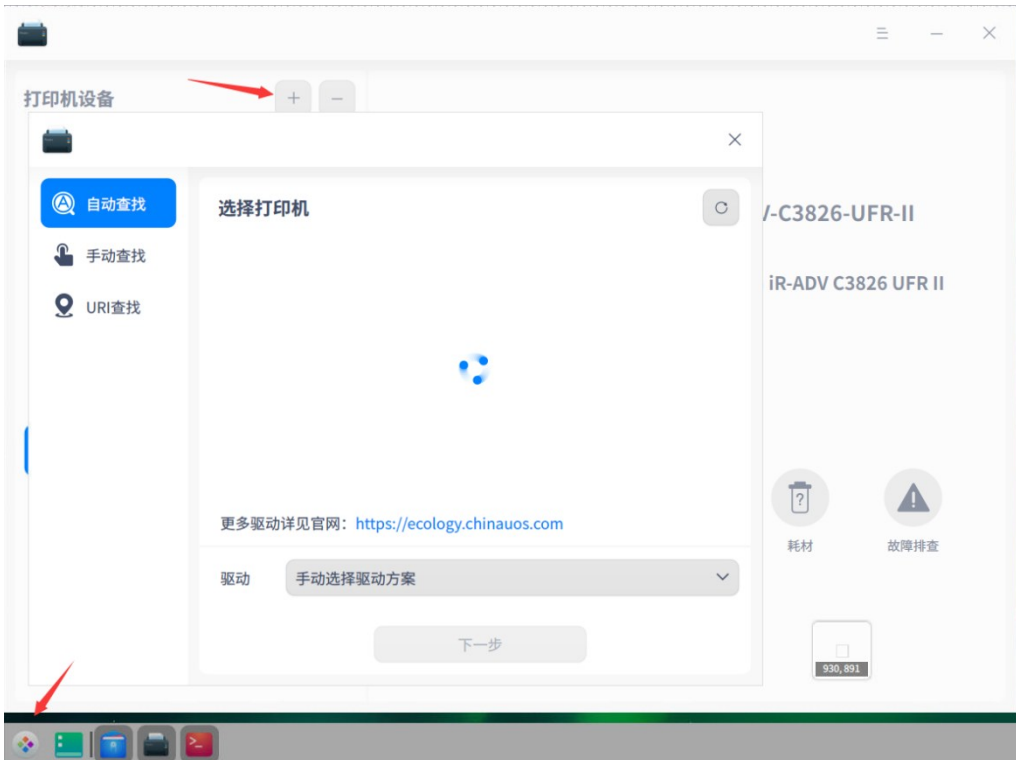 打印机设备
自动查找
手动查找
URI查找
选择打印机
更多驱动详见官网：https://ecology.chinauos.com
驱动
手动选择驱动方案
下一步
/-C3826-UFR-II
iR-ADV C3826 UFR II
耗材
故障排查
930, 891